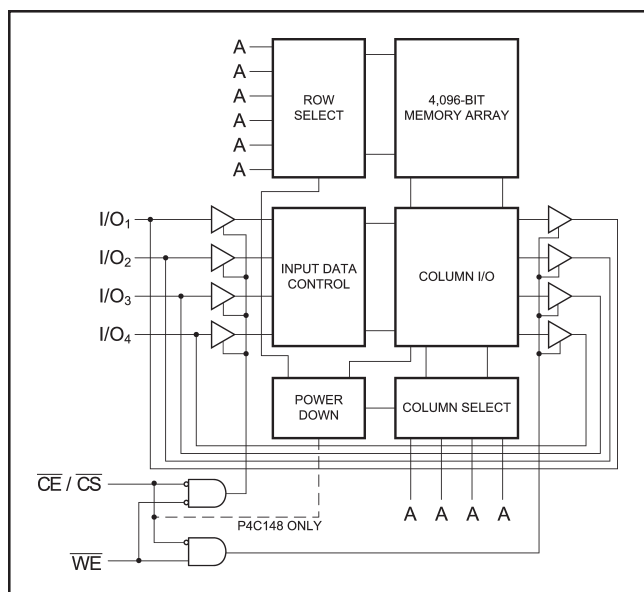 A
A
A
A
A
A
ROW
SELECT
4,096-BIT
MEMORY ARRAY
I/O₁
I/O₂
I/O₃
I/O₄
INPUT DATA
CONTROL
COLUMN I/O
POWER
DOWN
COLUMN SELECT
CE / CS
P4C148 ONLY
A A A A
WE